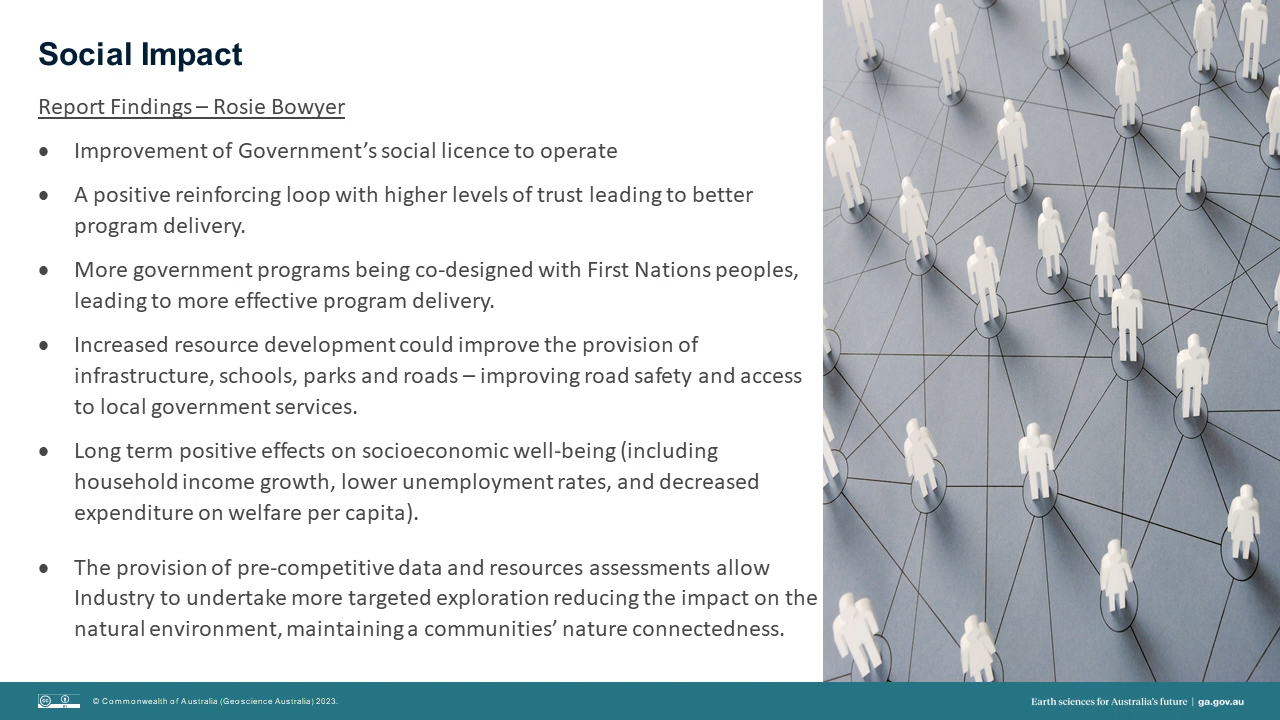 Social Impact
Report Findings – Rosie Bowyer
● Improvement of Government’s social licence to operate
● A positive reinforcing loop with higher levels of trust leading to better
program delivery.
● More government programs being co-designed with First Nations peoples,
leading to more effective program delivery.
● Increased resource development could improve the provision of
infrastructure, schools, parks and roads – improving road safety and access
to local government services.
● Long term positive effects on socioeconomic well-being (including
household income growth, lower unemployment rates, and decreased
expenditure on welfare per capita).
● The provision of pre-competitive data and resources assessments allow
Industry to undertake more targeted exploration reducing the impact on the
natural environment, maintaining a communities’ nature connectedness.
cc BY © Commonwealth of Australia (Geoscience Australia) 2023.
Earth sciences for Australia’s future | ga.gov.au